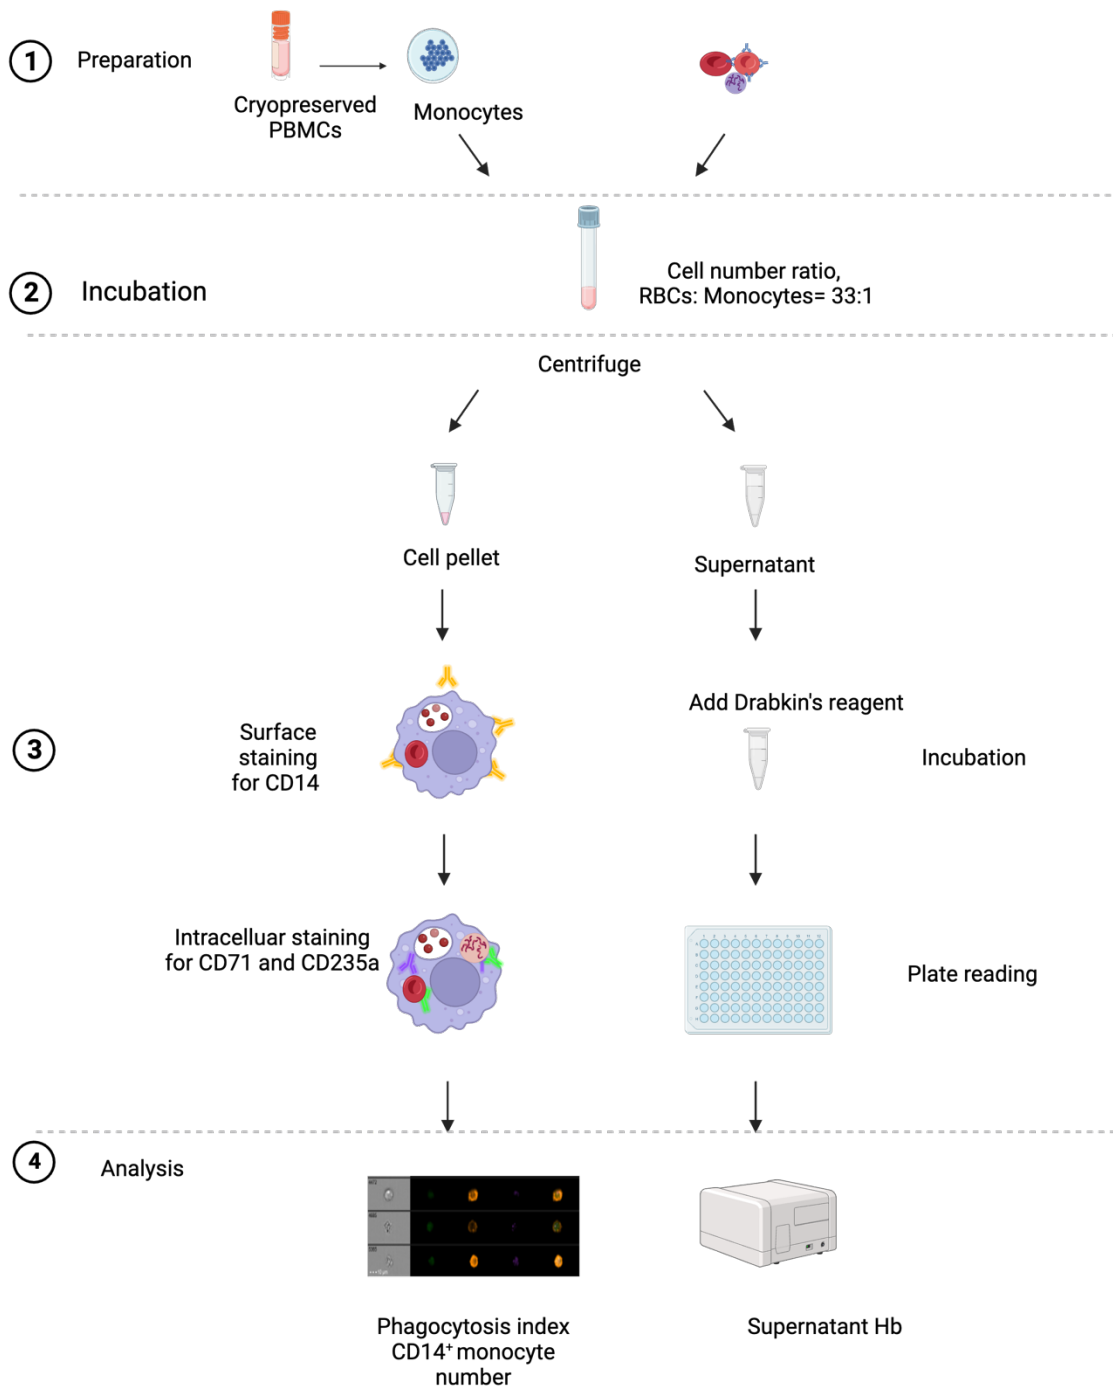 1
Preparation
Cryopreserved
PBMCs
Monocytes
2
Incubation
Cell number ratio,
RBCs: Monocytes= 33:1
Centrifuge
Cell pellet
Supernatant
3
Surface
staining
for CD14
Add Drabkin's reagent
Incubation
Intracelluar staining
for CD71 and CD235a
Plate reading
4
Analysis
Phagocytosis index
CD14⁺ monocyte
number
Supernatant Hb